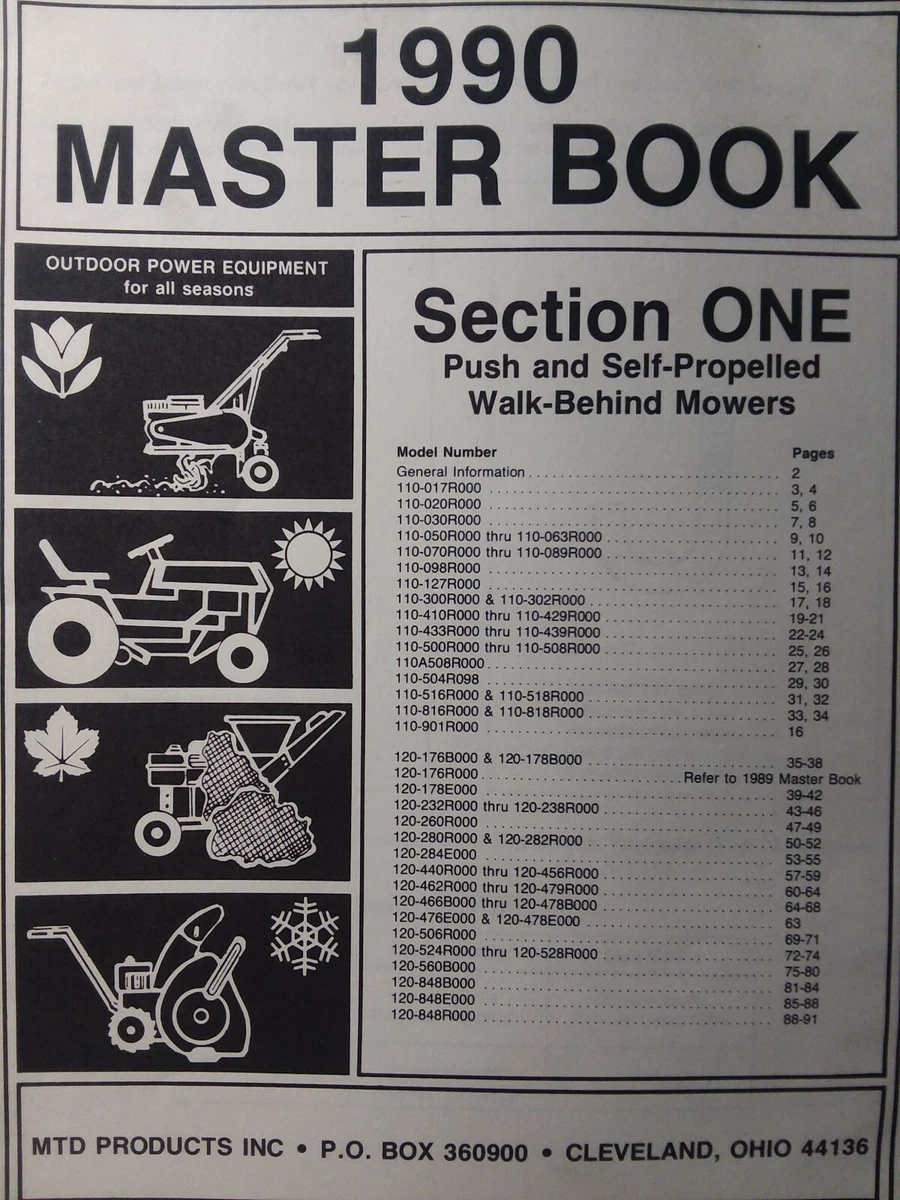 1990
MASTER BOOK
OUTDOOR POWER EQUIPMENT
for all seasons
Section ONE
Push and Self-Propelled
Walk-Behind Mowers
Model Number Pages
General Information 2
110-017R000 3, 4
110-020R000 5, 6
110-030R000 7, 8
110-050R000 thru 110-063R000 9, 10
110-070R000 thru 110-089R000 11, 12
110-098R000 13, 14
110-127R000 15, 16
110-300R000 & 110-302R000 17, 18
110-410R000 thru 110-429R000 19-21
110-433R000 thru 110-439R000 22-24
110-500R000 thru 110-508R000 25, 26
110A508R000 27, 28
110-504R098 29, 30
110-516R000 & 110-518R000 31, 32
110-816R000 & 110-818R000 33, 34
110-901R000 16
120-176B000 & 120-178B000 35-38
120-176R000 Refer to 1989 Master Book
120-178E000 39-42
120-232R000 thru 120-238R000 43-46
120-260R000 47-49
120-280R000 & 120-282R000 50-52
120-284E000 53-55
120-440R000 thru 120-456R000 57-59
120-462R000 thru 120-479R000 60-64
120-466B000 thru 120-478B000 64-68
120-476E000 & 120-478E000 63
120-506R000 69-71
120-524R000 thru 120-528R000 72-74
120-560B000 75-80
120-848B000 81-84
120-848E000 85-88
120-848R000 88-91
MTD PRODUCTS INC • P.O. BOX 360900 • CLEVELAND, OHIO 44136